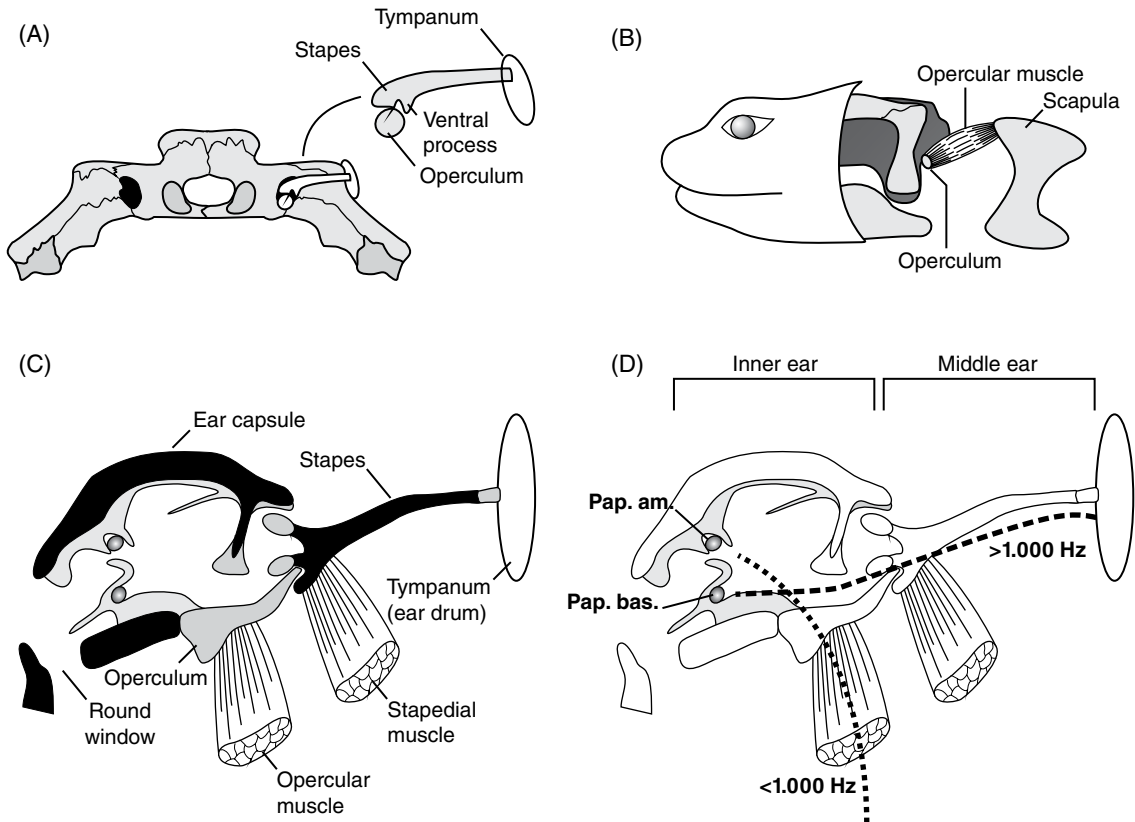 (A)
Tympanum
Stapes
Ventral
process
Operculum
(B)
Opercular muscle
Scapula
Operculum
(C)
Ear capsule
Stapes
Tympanum
(ear drum)
Operculum
Round
window
Stapedial
muscle
Opercular
muscle
(D)
Inner ear
Middle ear
Pap. am.
>1.000 Hz
Pap. bas.
<1.000 Hz